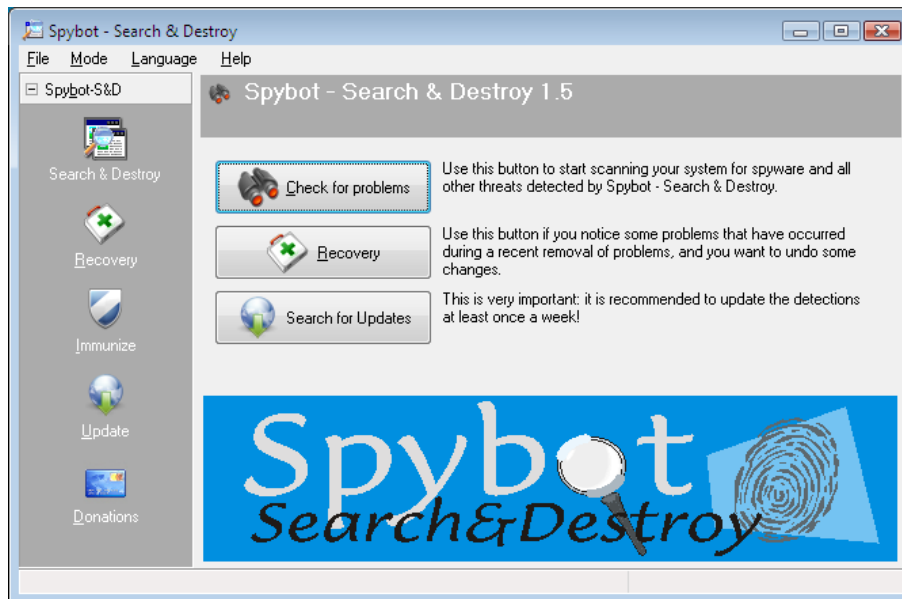 Spybot - Search & Destroy
File Mode Language Help
Spybot-S&D
Spybot - Search & Destroy 1.5
Search & Destroy
Recovery
Immunize
Update
Donations
Check for problems
Use this button to start scanning your system for spyware and all
other threats detected by Spybot - Search & Destroy.
Recovery
Use this button if you notice some problems that have occurred
during a recent removal of problems, and you want to undo some
changes.
Search for Updates
This is very important: it is recommended to update the detections
at least once a week!
Spybot
Search&Destroy